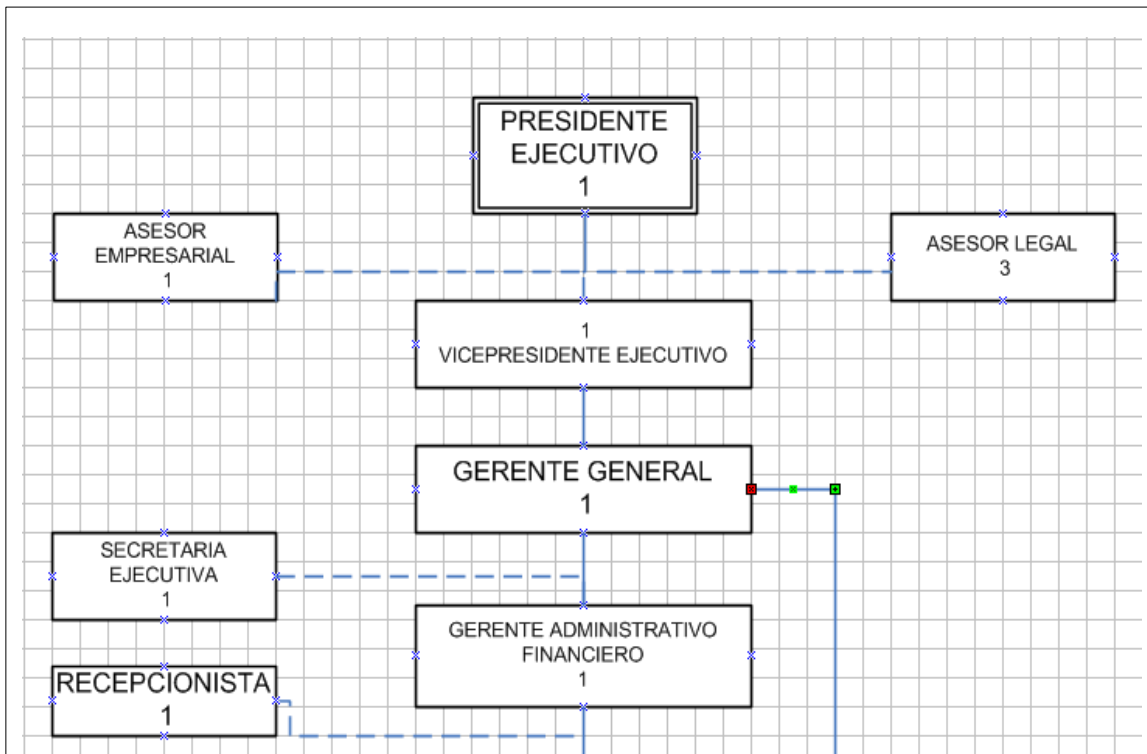 PRESIDENTE
EJECUTIVO
1
ASESOR
EMPRESARIAL
1
ASESOR LEGAL
3
1
VICEPRESIDENTE EJECUTIVO
GERENTE GENERAL
1
SECRETARIA
EJECUTIVA
1
GERENTE ADMINISTRATIVO
FINANCIERO
1
RECEPCIONISTA
1